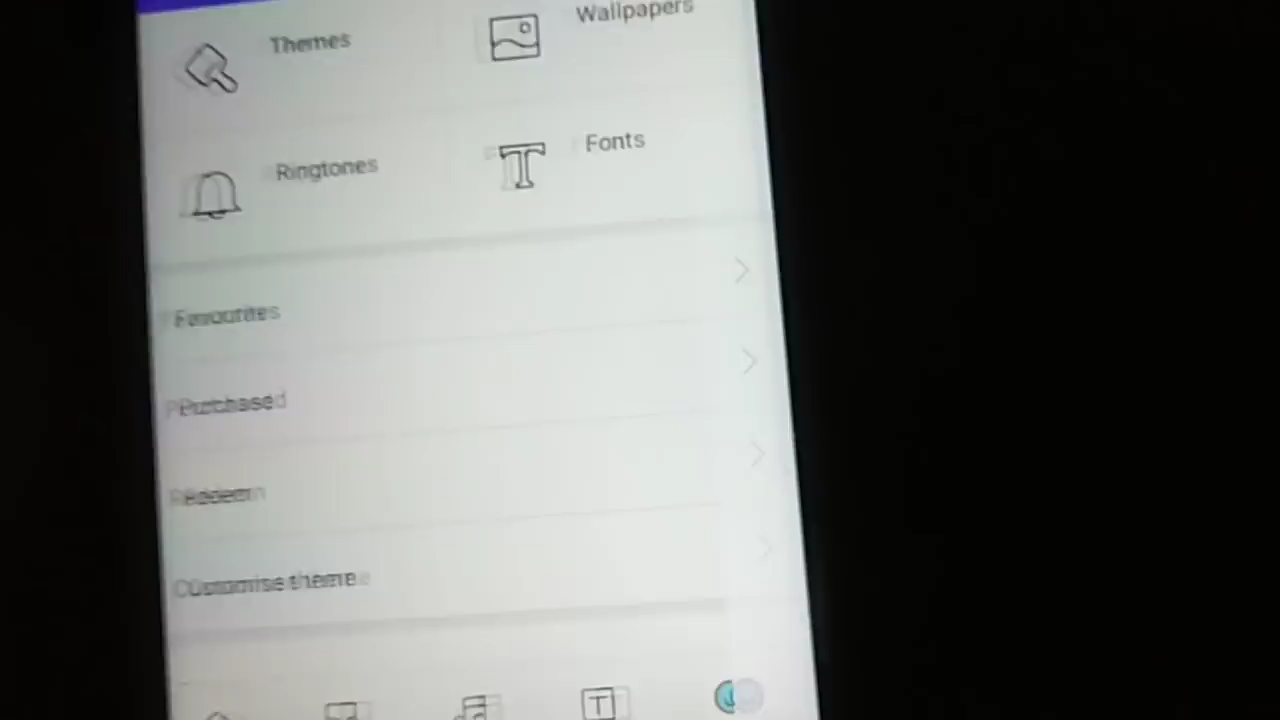 Themes
Wallpapers
Ringtones
Fonts
Favourites
Purchased
Redeem
Customise theme